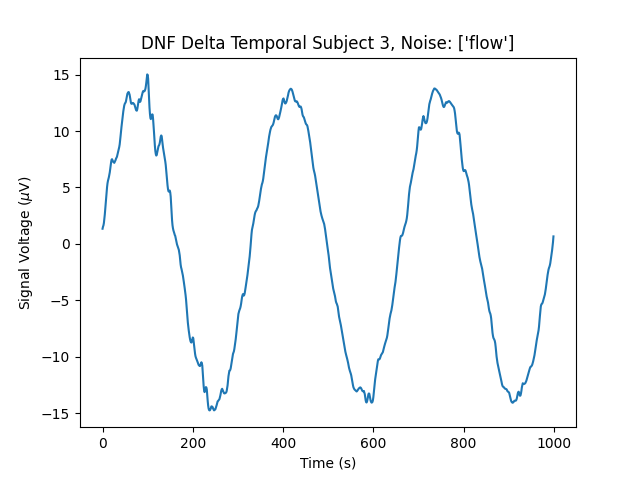 DNF Delta Temporal Subject 3, Noise: ['flow']
15
10
5
0
−5
−10
−15
Signal Voltage (μV)
0 200 400 600 800 1000
Time (s)